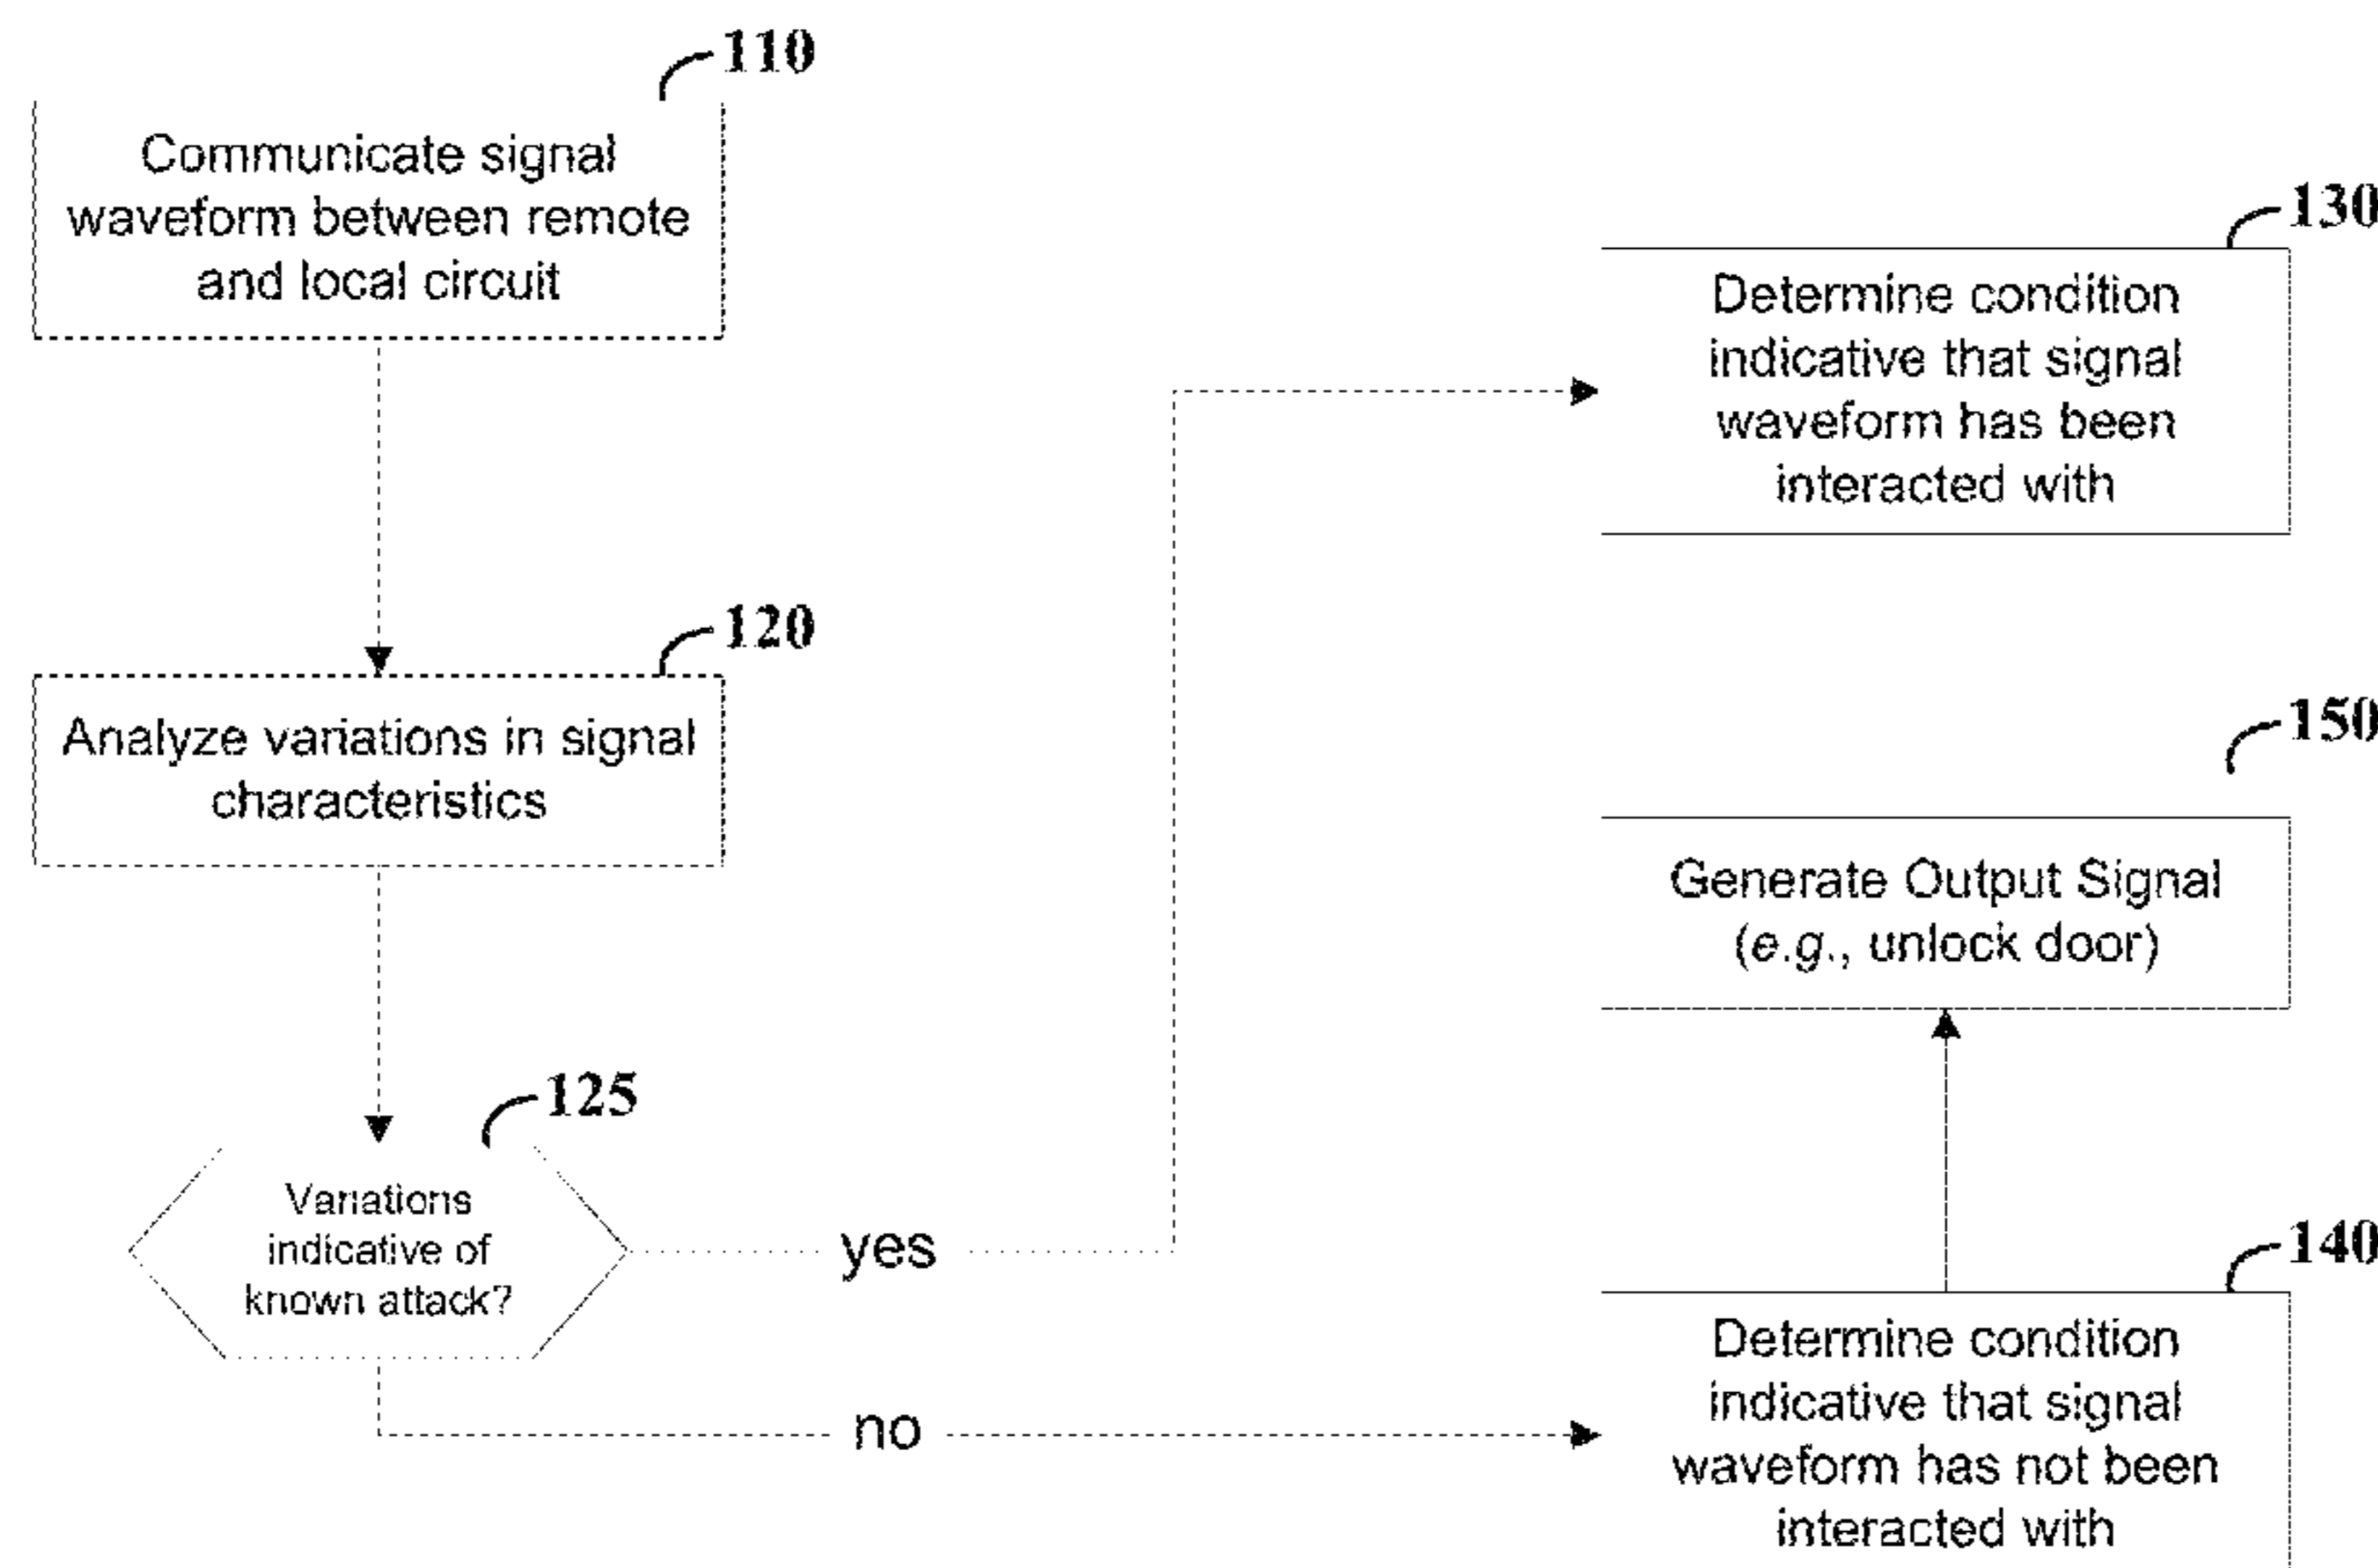 110
Communicate signal
waveform between remote
and local circuit
120
Analyze variations in signal
characteristics
125
Variations
indicative of
known attack?
yes
no
130
Determine condition
indicative that signal
waveform has been
interacted with
150
Generate Output Signal
(e.g., unlock door)
140
Determine condition
indicative that signal
waveform has not been
interacted with